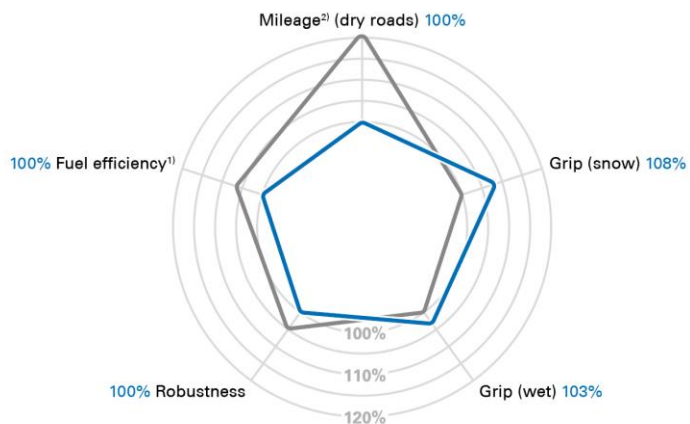 Mileage²⁾ (dry roads) 100%
100% Fuel efficiency¹⁾
Grip (snow) 108%
100%
110%
120%
100% Robustness
Grip (wet) 103%